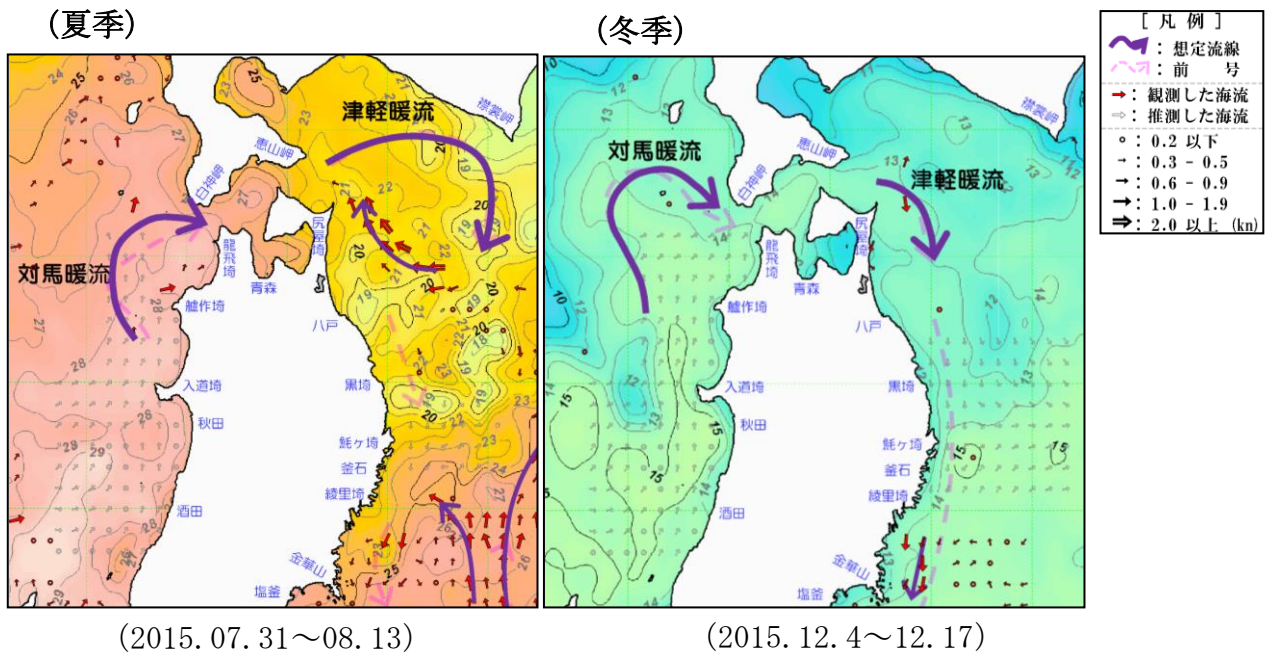 (夏季)
(冬季)
[ 凡 例 ]
: 想定流線
: 前 号
: 観測した海流
: 推測した海流
: 0.2 以下
: 0.3 - 0.5
: 0.6 - 0.9
: 1.0 - 1.9
: 2.0 以上 (kn)
津軽暖流
対馬暖流
襟裳岬
恵山岬
白神岬
尻屋埼
龍飛埼
青森
艫作埼
八戸
入道埼
黒埼
秋田
魹ヶ埼
釜石
綾里埼
酒田
金華山
塩釜
対馬暖流
津軽暖流
襟裳岬
恵山岬
白神岬
尻屋埼
龍飛埼
青森
艫作埼
八戸
入道埼
黒埼
秋田
魹ヶ埼
釜石
綾里埼
酒田
金華山
塩釜
(2015.07.31～08.13)
(2015.12.4～12.17)